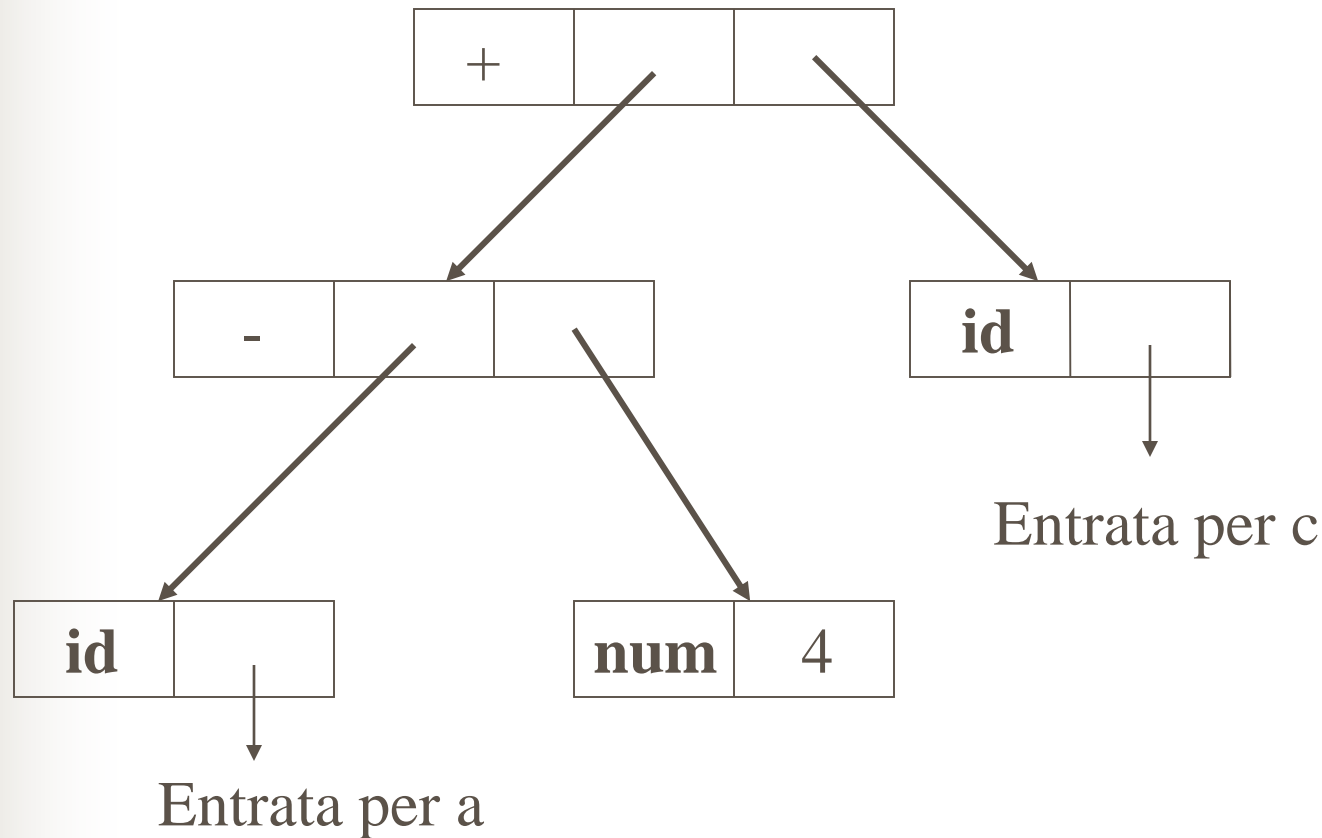 +
-
id
Entrata per c
id
num 4
Entrata per a